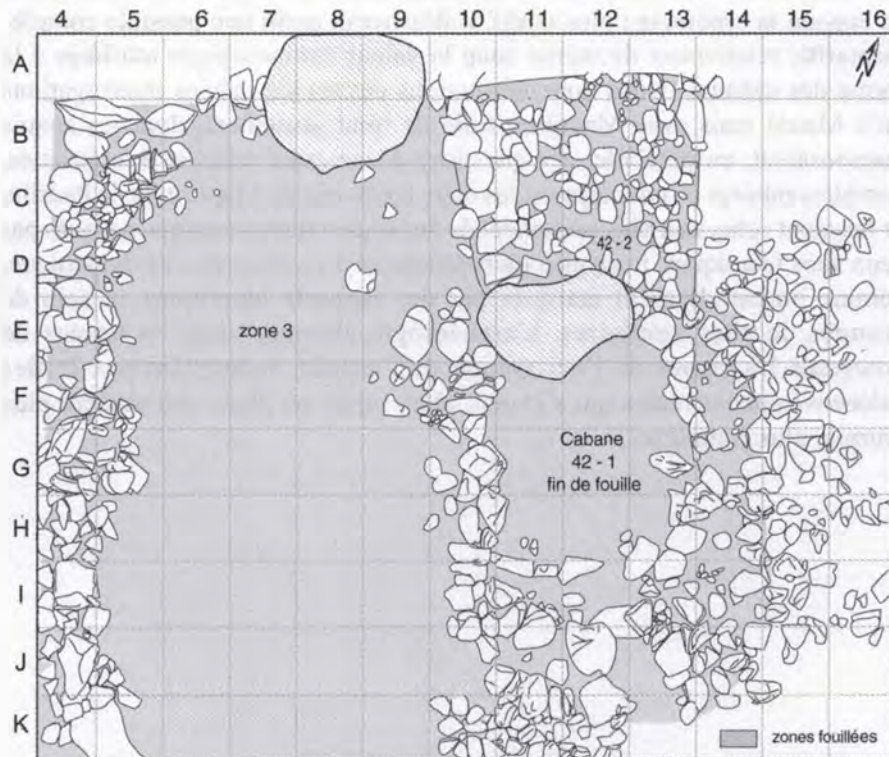 4 5 6 7 8 9 10 11 12 13 14 15 16
N
A
B
C
42 - 2
D
E
zone 3
F
Cabane
G
42 - 1
fin de fouille
H
I
J
K
zones fouillées